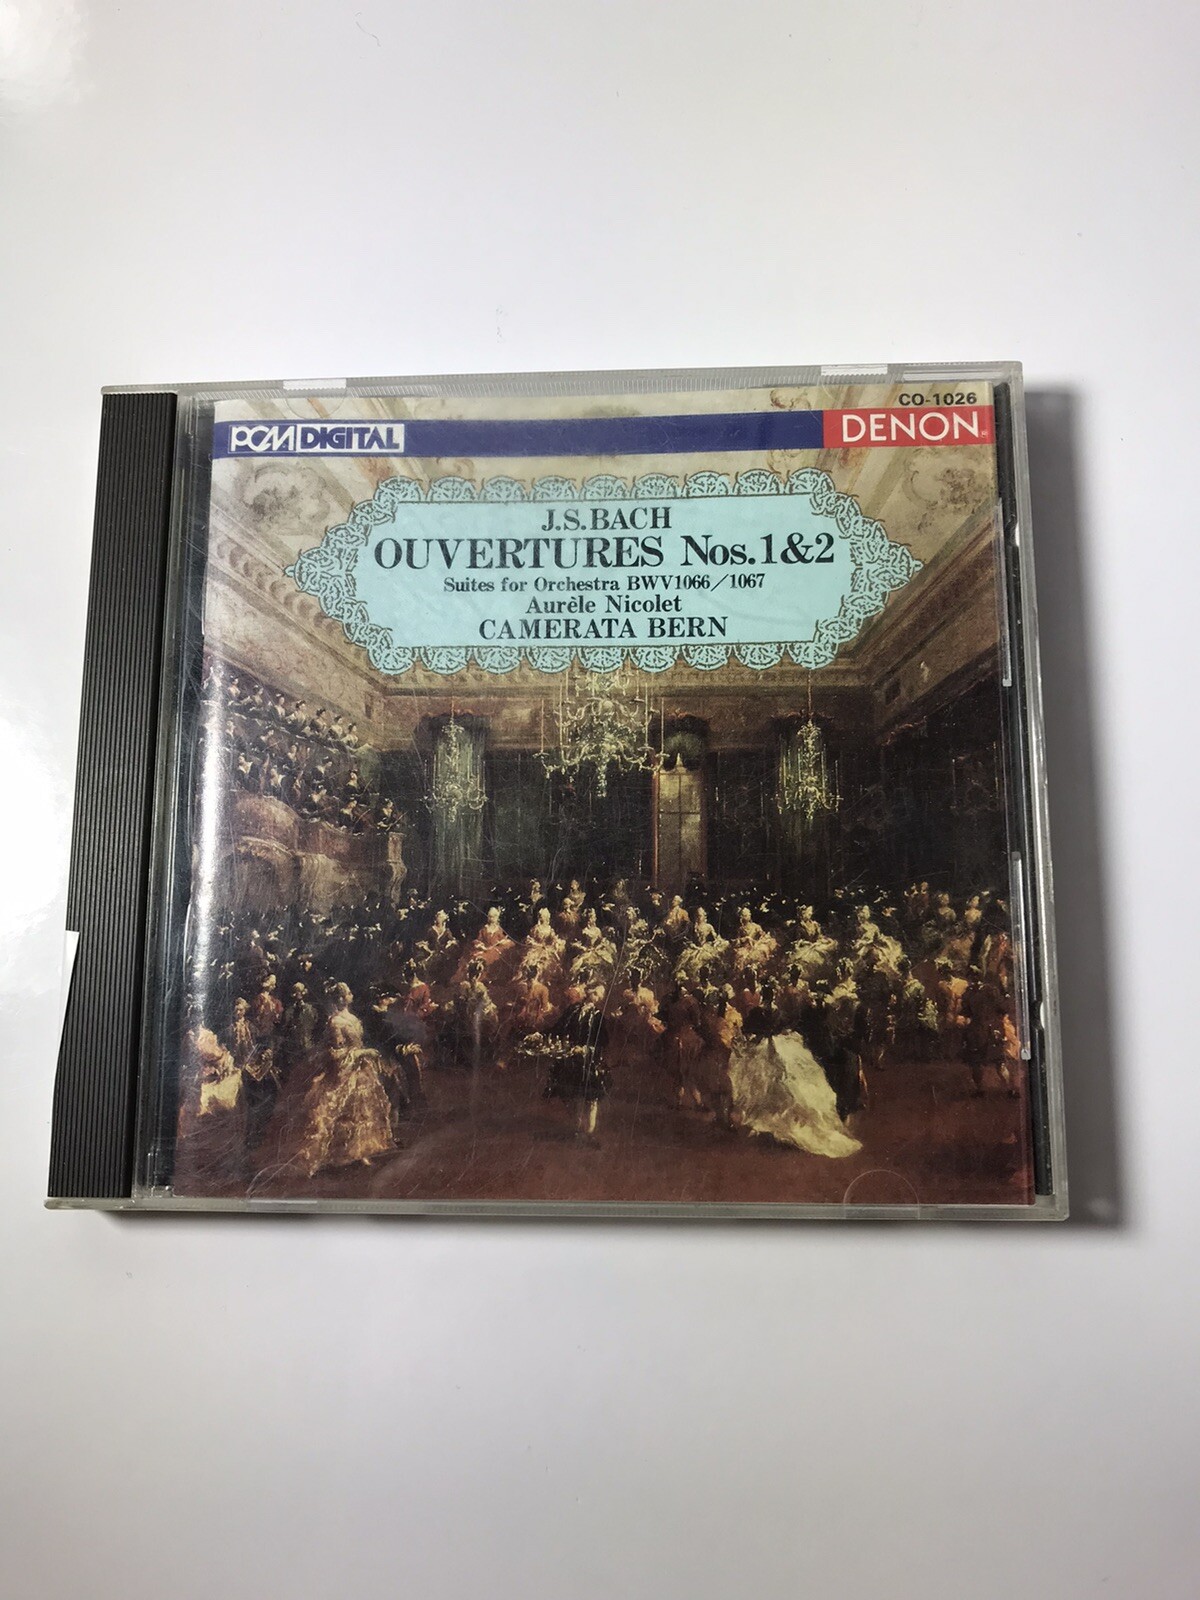 CO-1026
PCM DIGITAL
DENON
J.S.BACH
OUVERTURES Nos.1&2
Suites for Orchestra BWV1066/1067
Aurèle Nicolet
CAMERATA BERN